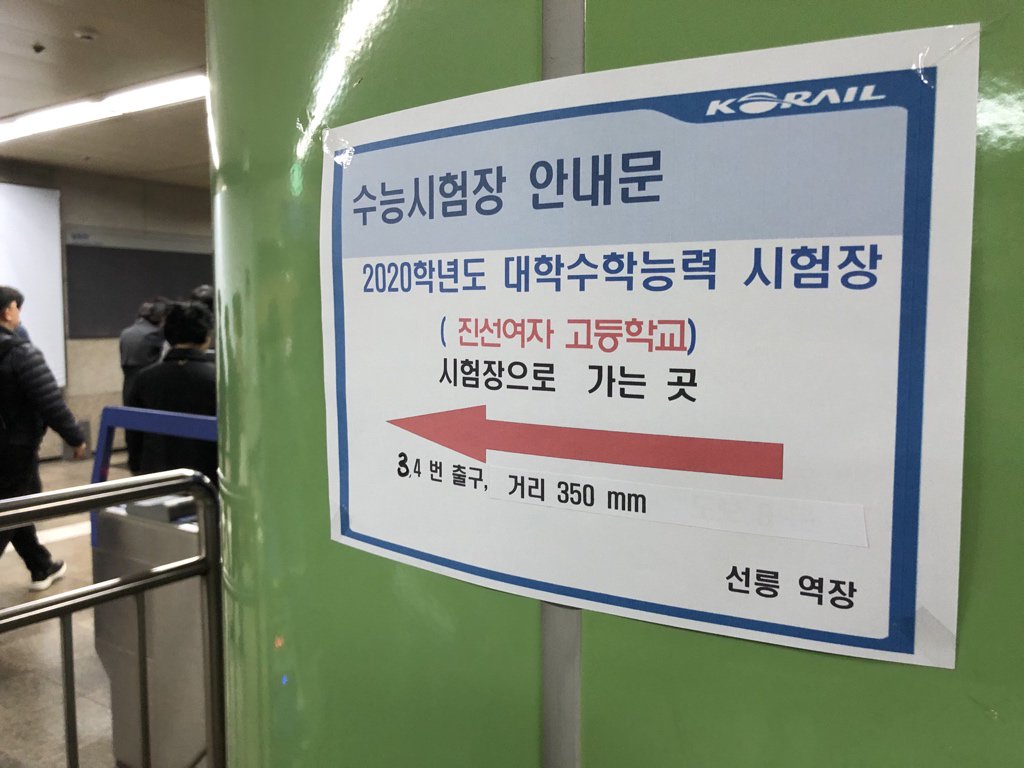 KORAIL
수능시험장 안내문
2020학년도 대학수학능력 시험장
( 진선여자 고등학교)
시험장으로 가는 곳
3,4 번 출구, 거리 350 mm
선릉 역장